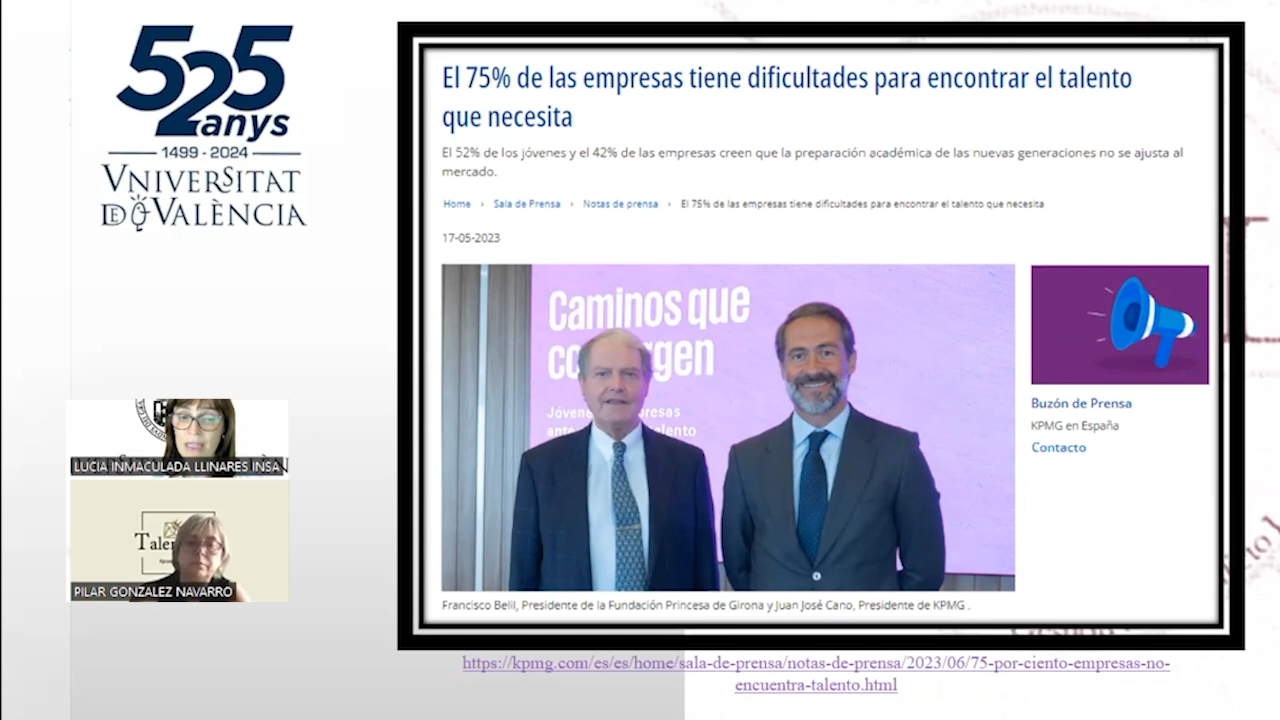 525
anys
1499 - 2024
VNIVERSITAT
DE VALÈNCIA
El 75% de las empresas tiene dificultades para encontrar el talento
que necesita
El 52% de los jóvenes y el 42% de las empresas creen que la preparación académica de las nuevas generaciones no se ajusta al
mercado.
Home › Sala de Prensa › Notas de prensa › El 75% de las empresas tiene dificultades para encontrar el talento que necesita
17-05-2023
Caminos que
Buzón de Prensa
KPMG en España
Contacto
Francisco Belil, Presidente de la Fundación Princesa de Girona y Juan José Cano, Presidente de KPMG .
https://kpmg.com/es/es/home/sala-de-prensa/notas-de-prensa/2023/06/75-por-ciento-empresas-no-
encuentra-talento.html
LUCIA INMACULADA LLINARES INSA
PILAR GONZALEZ NAVARRO